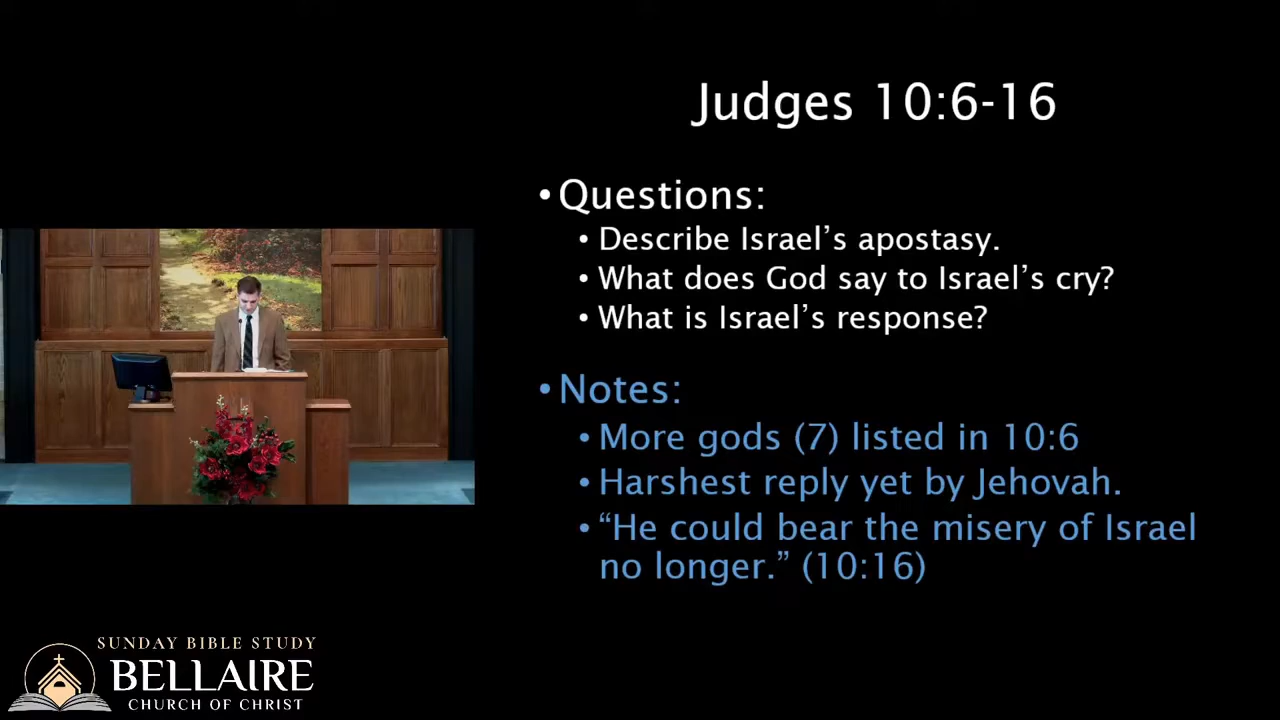 Judges 10:6-16
• Questions:
• Describe Israel’s apostasy.
• What does God say to Israel’s cry?
• What is Israel’s response?
• Notes:
• More gods (7) listed in 10:6
• Harshest reply yet by Jehovah.
• “He could bear the misery of Israel
no longer.” (10:16)
SUNDAY BIBLE STUDY
BELLAIRE
CHURCH OF CHRIST